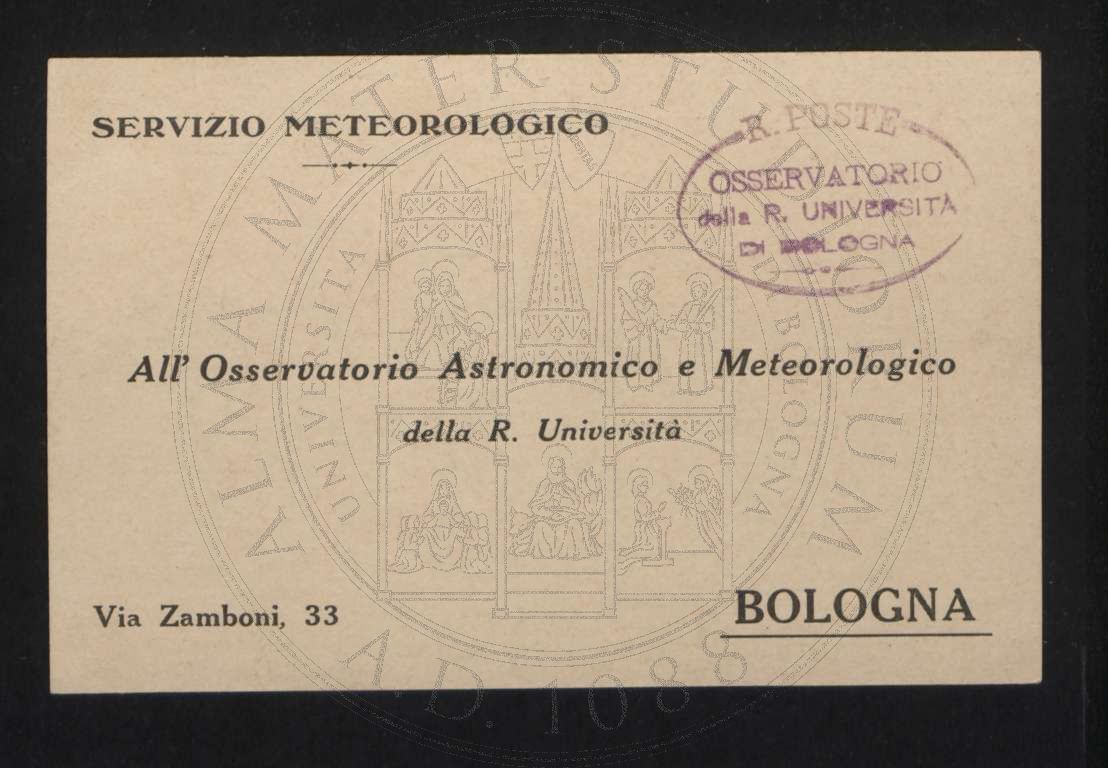 SERVIZIO METEOROLOGICO
R. POSTE
OSSERVATORIO
della R. UNIVERSITÀ
DI BOLOGNA
All' Osservatorio Astronomico e Meteorologico
della R. Università
Via Zamboni, 33
BOLOGNA
ALMA MATER STUDIORUM
A.D. 1088
UNIVERSITÀ DI BOLOGNA